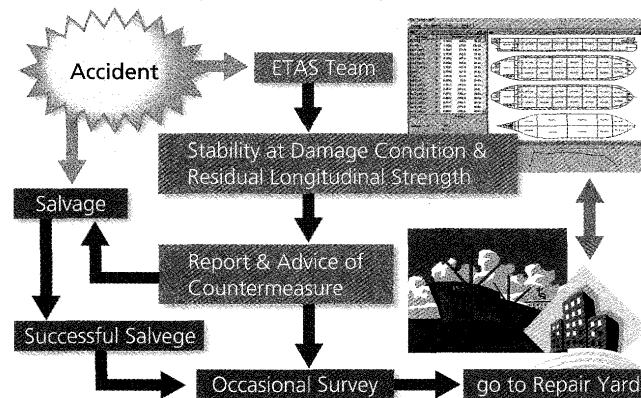 Accident
ETAS Team
Stability at Damage Condition &
Residual Longitudinal Strength
Salvage
Report & Advice of
Countermeasure
Successful Salvege
Occasional Survey
go to Repair Yard